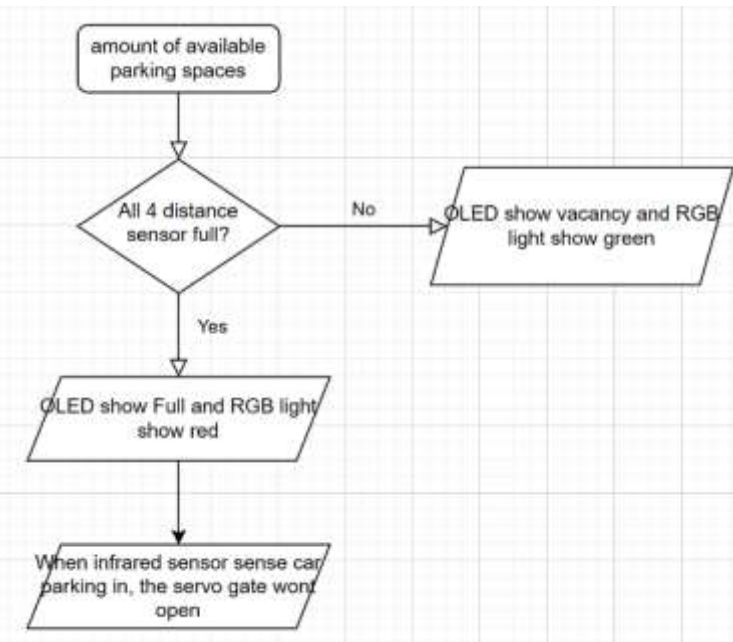 amount of available
parking spaces
All 4 distance
sensor full?
No
OLED show vacancy and RGB
light show green
Yes
OLED show Full and RGB light
show red
When infrared sensor sense car
parking in, the servo gate wont
open